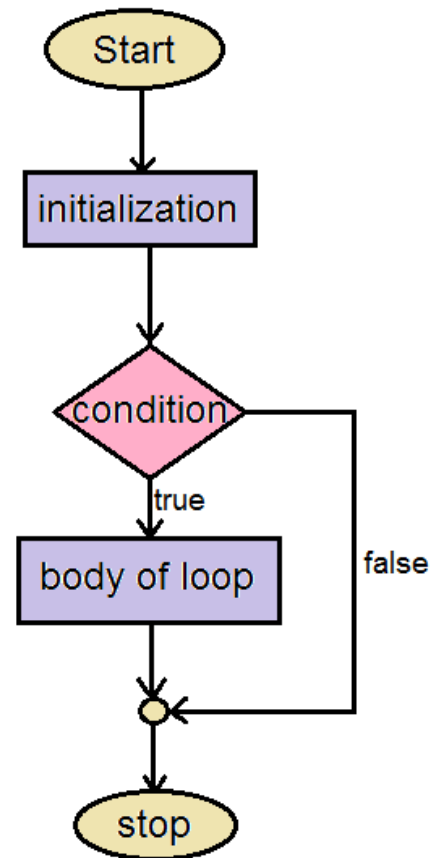 Start
initialization
condition
true
body of loop
false
stop